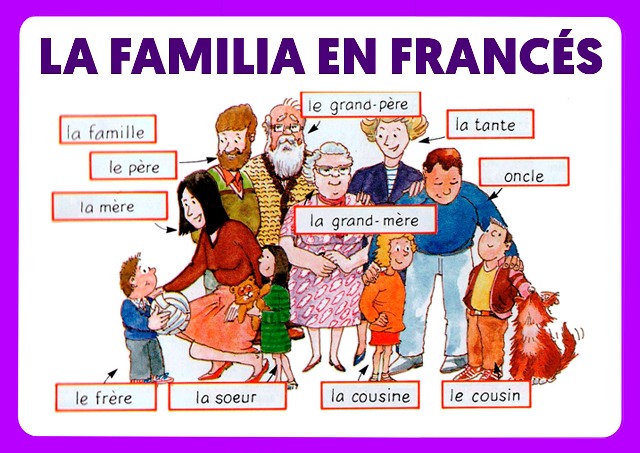 LA FAMILIA EN FRANCÉS
le grand-père
la famille
la tante
le père
oncle
la mère
la grand-mère
le frère
la soeur
la cousine
le cousin